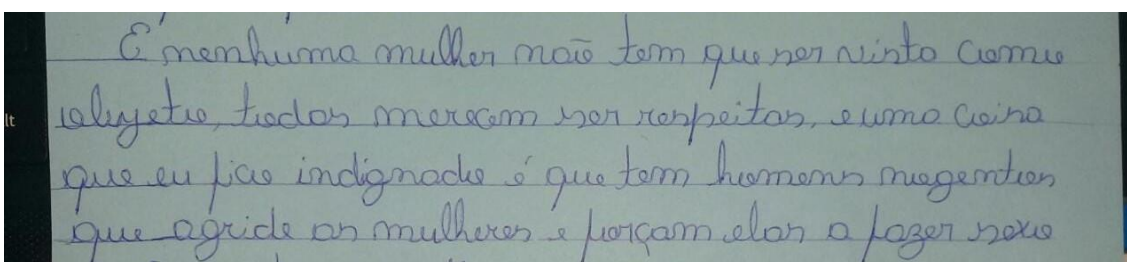 E nenhuma mulher não tem que ser visto como
objeto, todas merecem ser respeitas, e uma coisa
que eu fico indignado é que tem homens nogentos
que agride as mulheres e forçam elas a fazer sexo